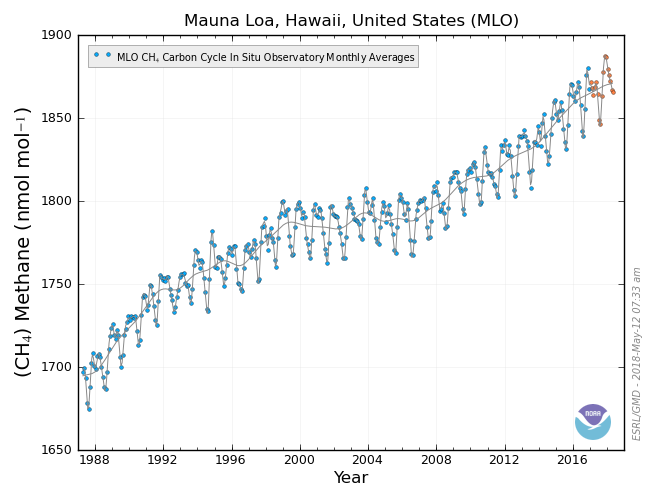 Mauna Loa, Hawaii, United States (MLO)
MLO CH₄ Carbon Cycle In Situ Observatory Monthly Averages
(CH₄) Methane (nmol mol⁻¹)
1900
1850
1800
1750
1700
1650
1988 1992 1996 2000 2004 2008 2012 2016
Year
NOAA
ESRL/GMD - 2018-May-12 07:33 am